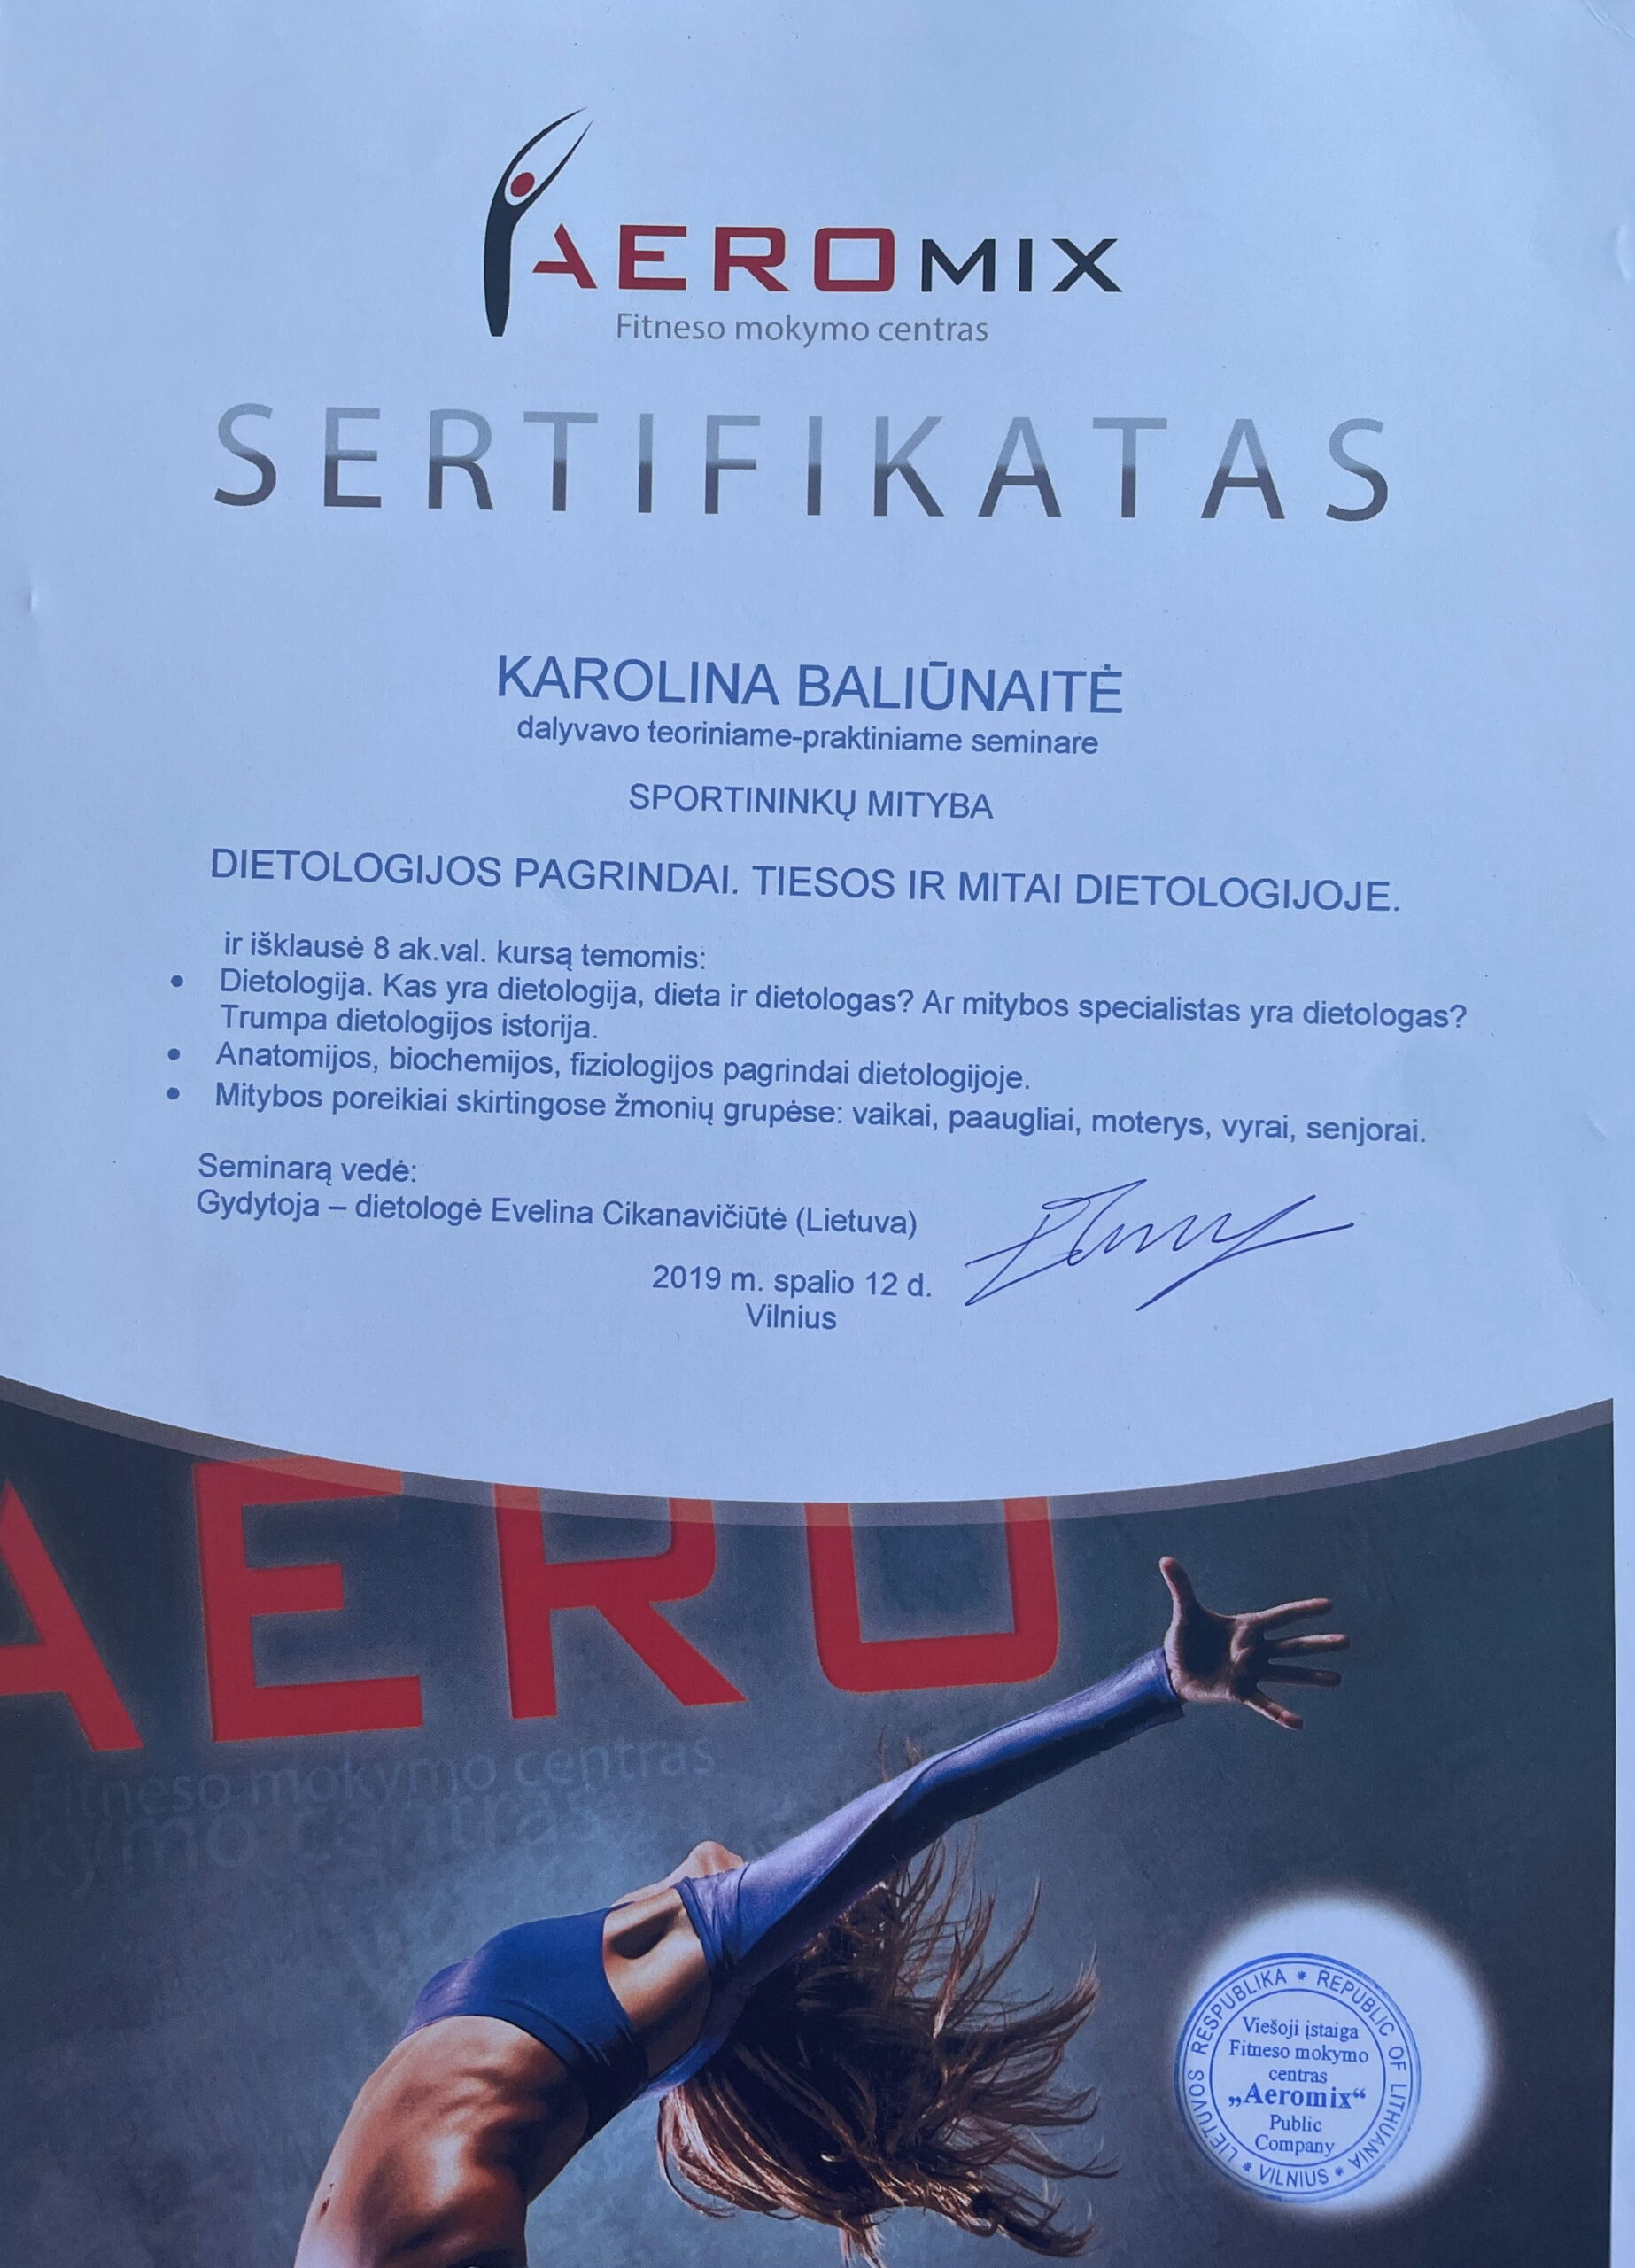 AEROMIX
Fitneso mokymo centras
SERTIFIKATAS
KAROLINA BALIŪNAITĖ
dalyvavo teoriniame-praktiniame seminare
SPORTININKŲ MITYBA
DIETOLOGIJOS PAGRINDAI. TIESOS IR MITAI DIETOLOGIJOJE.
ir išklausė 8 ak.val. kursą temomis:
• Dietologija. Kas yra dietologija, dieta ir dietologas? Ar mitybos specialistas yra dietologas?
Trumpa dietologijos istorija.
• Anatomijos, biochemijos, fiziologijos pagrindai dietologijoje.
• Mitybos poreikiai skirtingose žmonių grupėse: vaikai, paaugliai, moterys, vyrai, senjorai.
Seminarą vedė:
Gydytoja – dietologė Evelina Cikanavičiūtė (Lietuva)
2019 m. spalio 12 d.
Vilnius
AERO
Fitneso mokymo centras
kymo centras
LIETUVOS RESPUBLIKA * REPUBLIC OF LITHUANIA * VILNIUS *
Viešoji įstaiga
Fitneso mokymo
centras
„Aeromix“
Public
Company